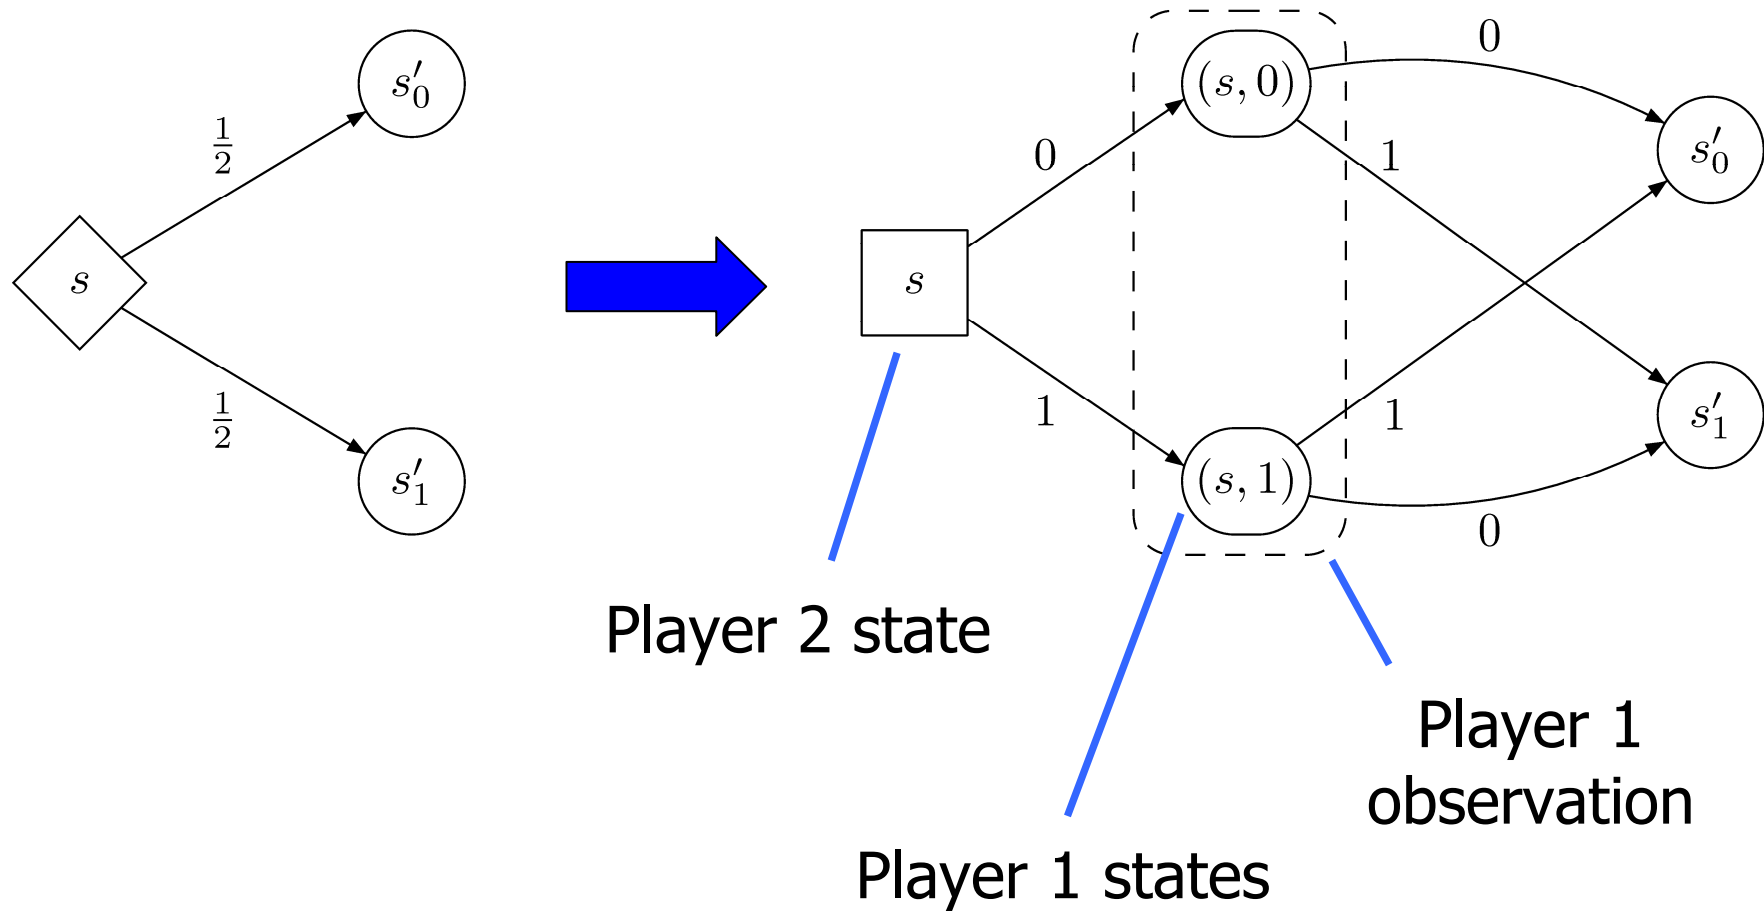 s′₀
1/2
s
1/2
s′₁
(s, 0)
0
0
1
s′₀
s
1
1
s′₁
(s, 1)
0
Player 2 state
Player 1
observation
Player 1 states